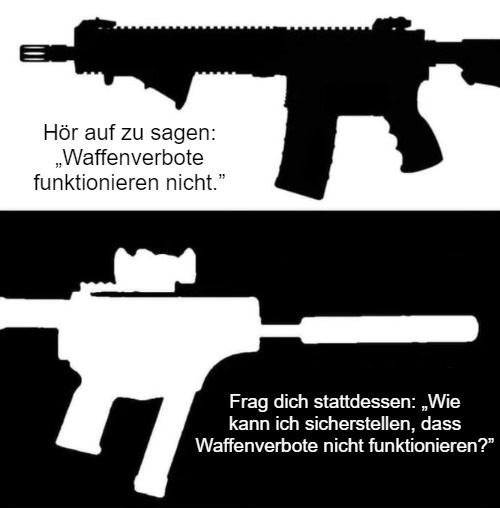 Hör auf zu sagen:
„Waffenverbote
funktionieren nicht.”
Frag dich stattdessen: „Wie
kann ich sicherstellen, dass
Waffenverbote nicht funktionieren?”